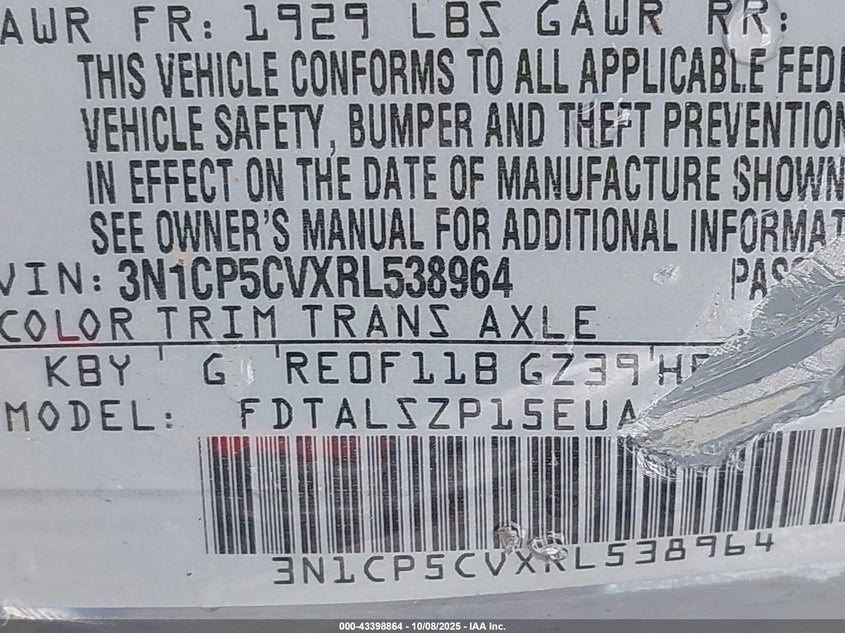 AWR FR: 1929 LBS GAWR RR:
THIS VEHICLE CONFORMS TO ALL APPLICABLE FEDE
VEHICLE SAFETY, BUMPER AND THEFT PREVENTION
IN EFFECT ON THE DATE OF MANUFACTURE SHOWN
SEE OWNER'S MANUAL FOR ADDITIONAL INFORMAT
VIN: 3N1CP5CVXRL538964 PASS
COLOR TRIM TRANS AXLE
KBY G RE0F11B GZ39
MODEL: FDTALSZP15EUA
3N1CP5CVXRL538964
000-43398864 - 10/08/2025 - IAA Inc.